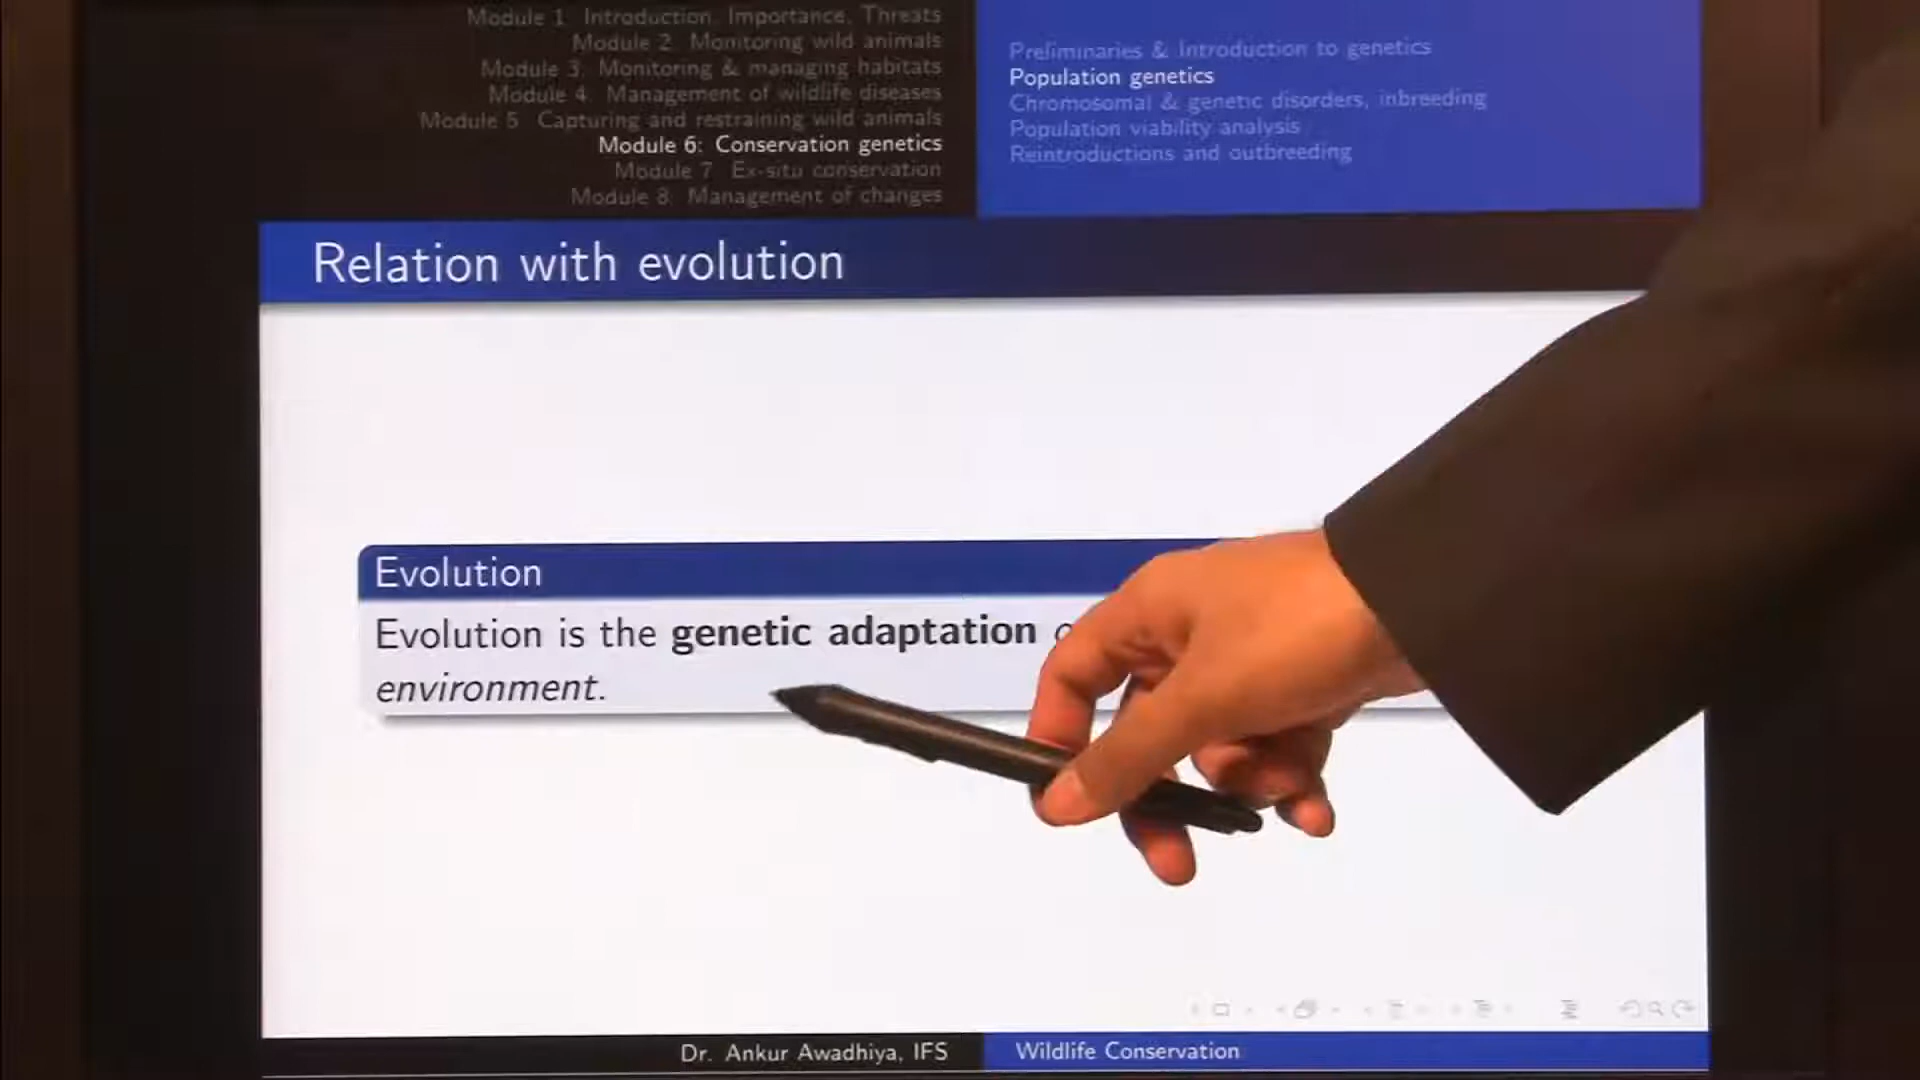 Module 1: Introduction, Importance, Threats
Module 2: Monitoring wild animals
Module 3: Monitoring & managing habitats
Module 4: Management of wildlife diseases
Module 5: Capturing and restraining wild animals
Module 6: Conservation genetics
Module 7: Ex-situ conservation
Module 8: Management of changes
Preliminaries & Introduction to genetics
Population genetics
Chromosomal & genetic disorders, inbreeding
Population viability analysis
Reintroductions and outbreeding
Relation with evolution
Evolution
Evolution is the genetic adaptation
environment.
Dr. Ankur Awadhiya, IFS
Wildlife Conservation